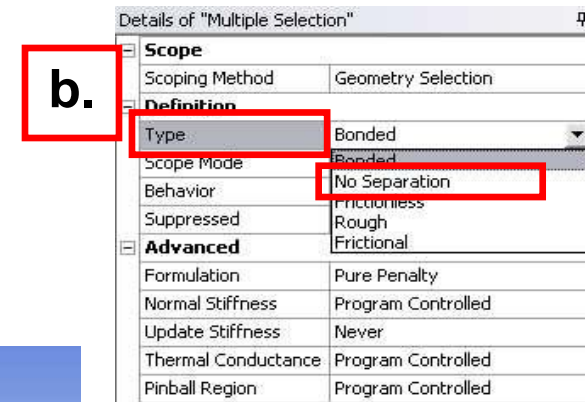 Details of "Multiple Selection"
Scope
Scoping Method Geometry Selection
b.
Definition
Type Bonded
Scope Mode Bonded
Behavior No Separation
Frictionless
Suppressed Rough
Advanced Frictional
Formulation Pure Penalty
Normal Stiffness Program Controlled
Update Stiffness Never
Thermal Conductance Program Controlled
Pinball Region Program Controlled